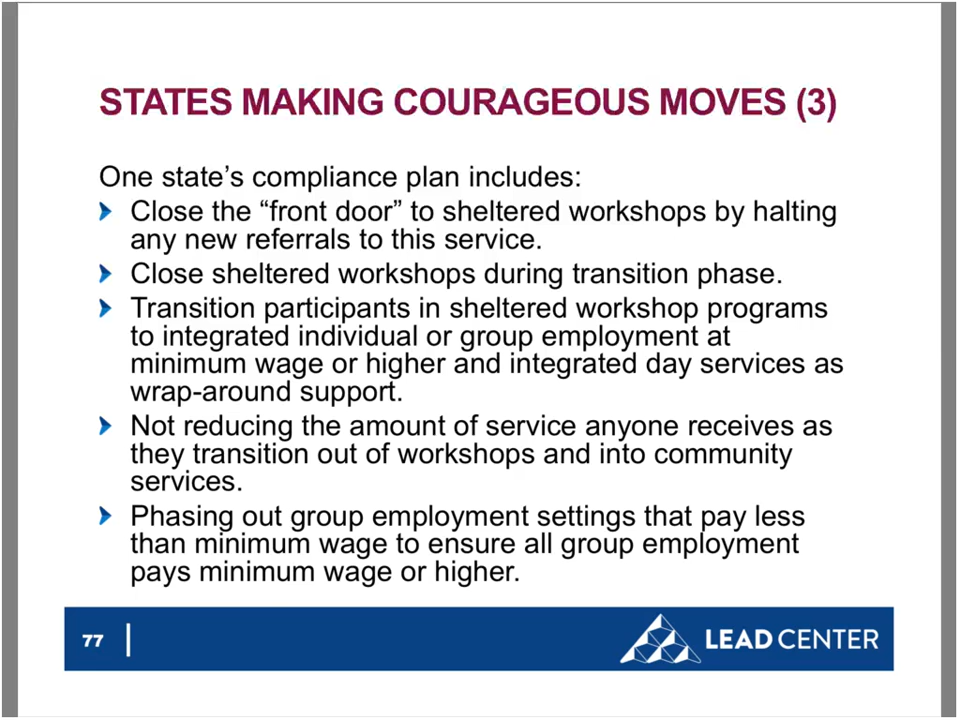 STATES MAKING COURAGEOUS MOVES (3)
One state’s compliance plan includes:
Close the “front door” to sheltered workshops by halting
any new referrals to this service.
Close sheltered workshops during transition phase.
Transition participants in sheltered workshop programs
to integrated individual or group employment at
minimum wage or higher and integrated day services as
wrap-around support.
Not reducing the amount of service anyone receives as
they transition out of workshops and into community
services.
Phasing out group employment settings that pay less
than minimum wage to ensure all group employment
pays minimum wage or higher.
77
LEAD CENTER